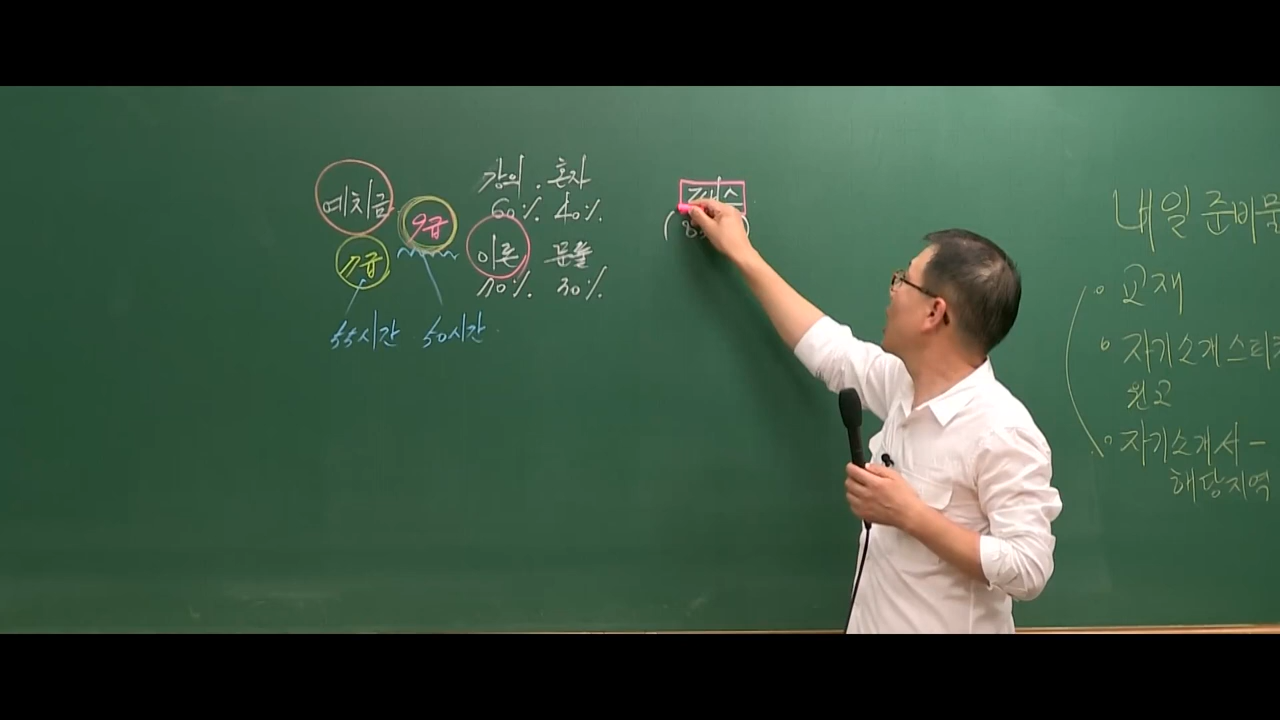 강의 . 혼자
60% 40%
예치금
9급
7급
이론 문풀
70% 30%
55시간 50시간
내일 준비물
교재
자기소개 스피치
원고
자기소개서 -
해당지역